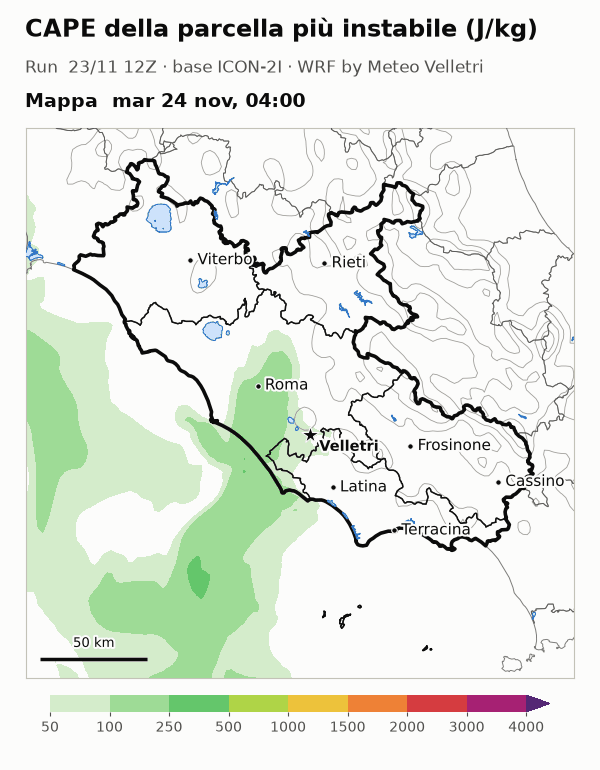 CAPE della parcella più instabile (J/kg)
Run  23/11 12Z · base ICON-2I · WRF by Meteo Velletri
Mappa  mar 24 nov, 04:00
Viterbo
Rieti
Roma
Velletri
Frosinone
Latina
Cassino
Terracina
50 km
50 100 250 500 1000 1500 2000 3000 4000